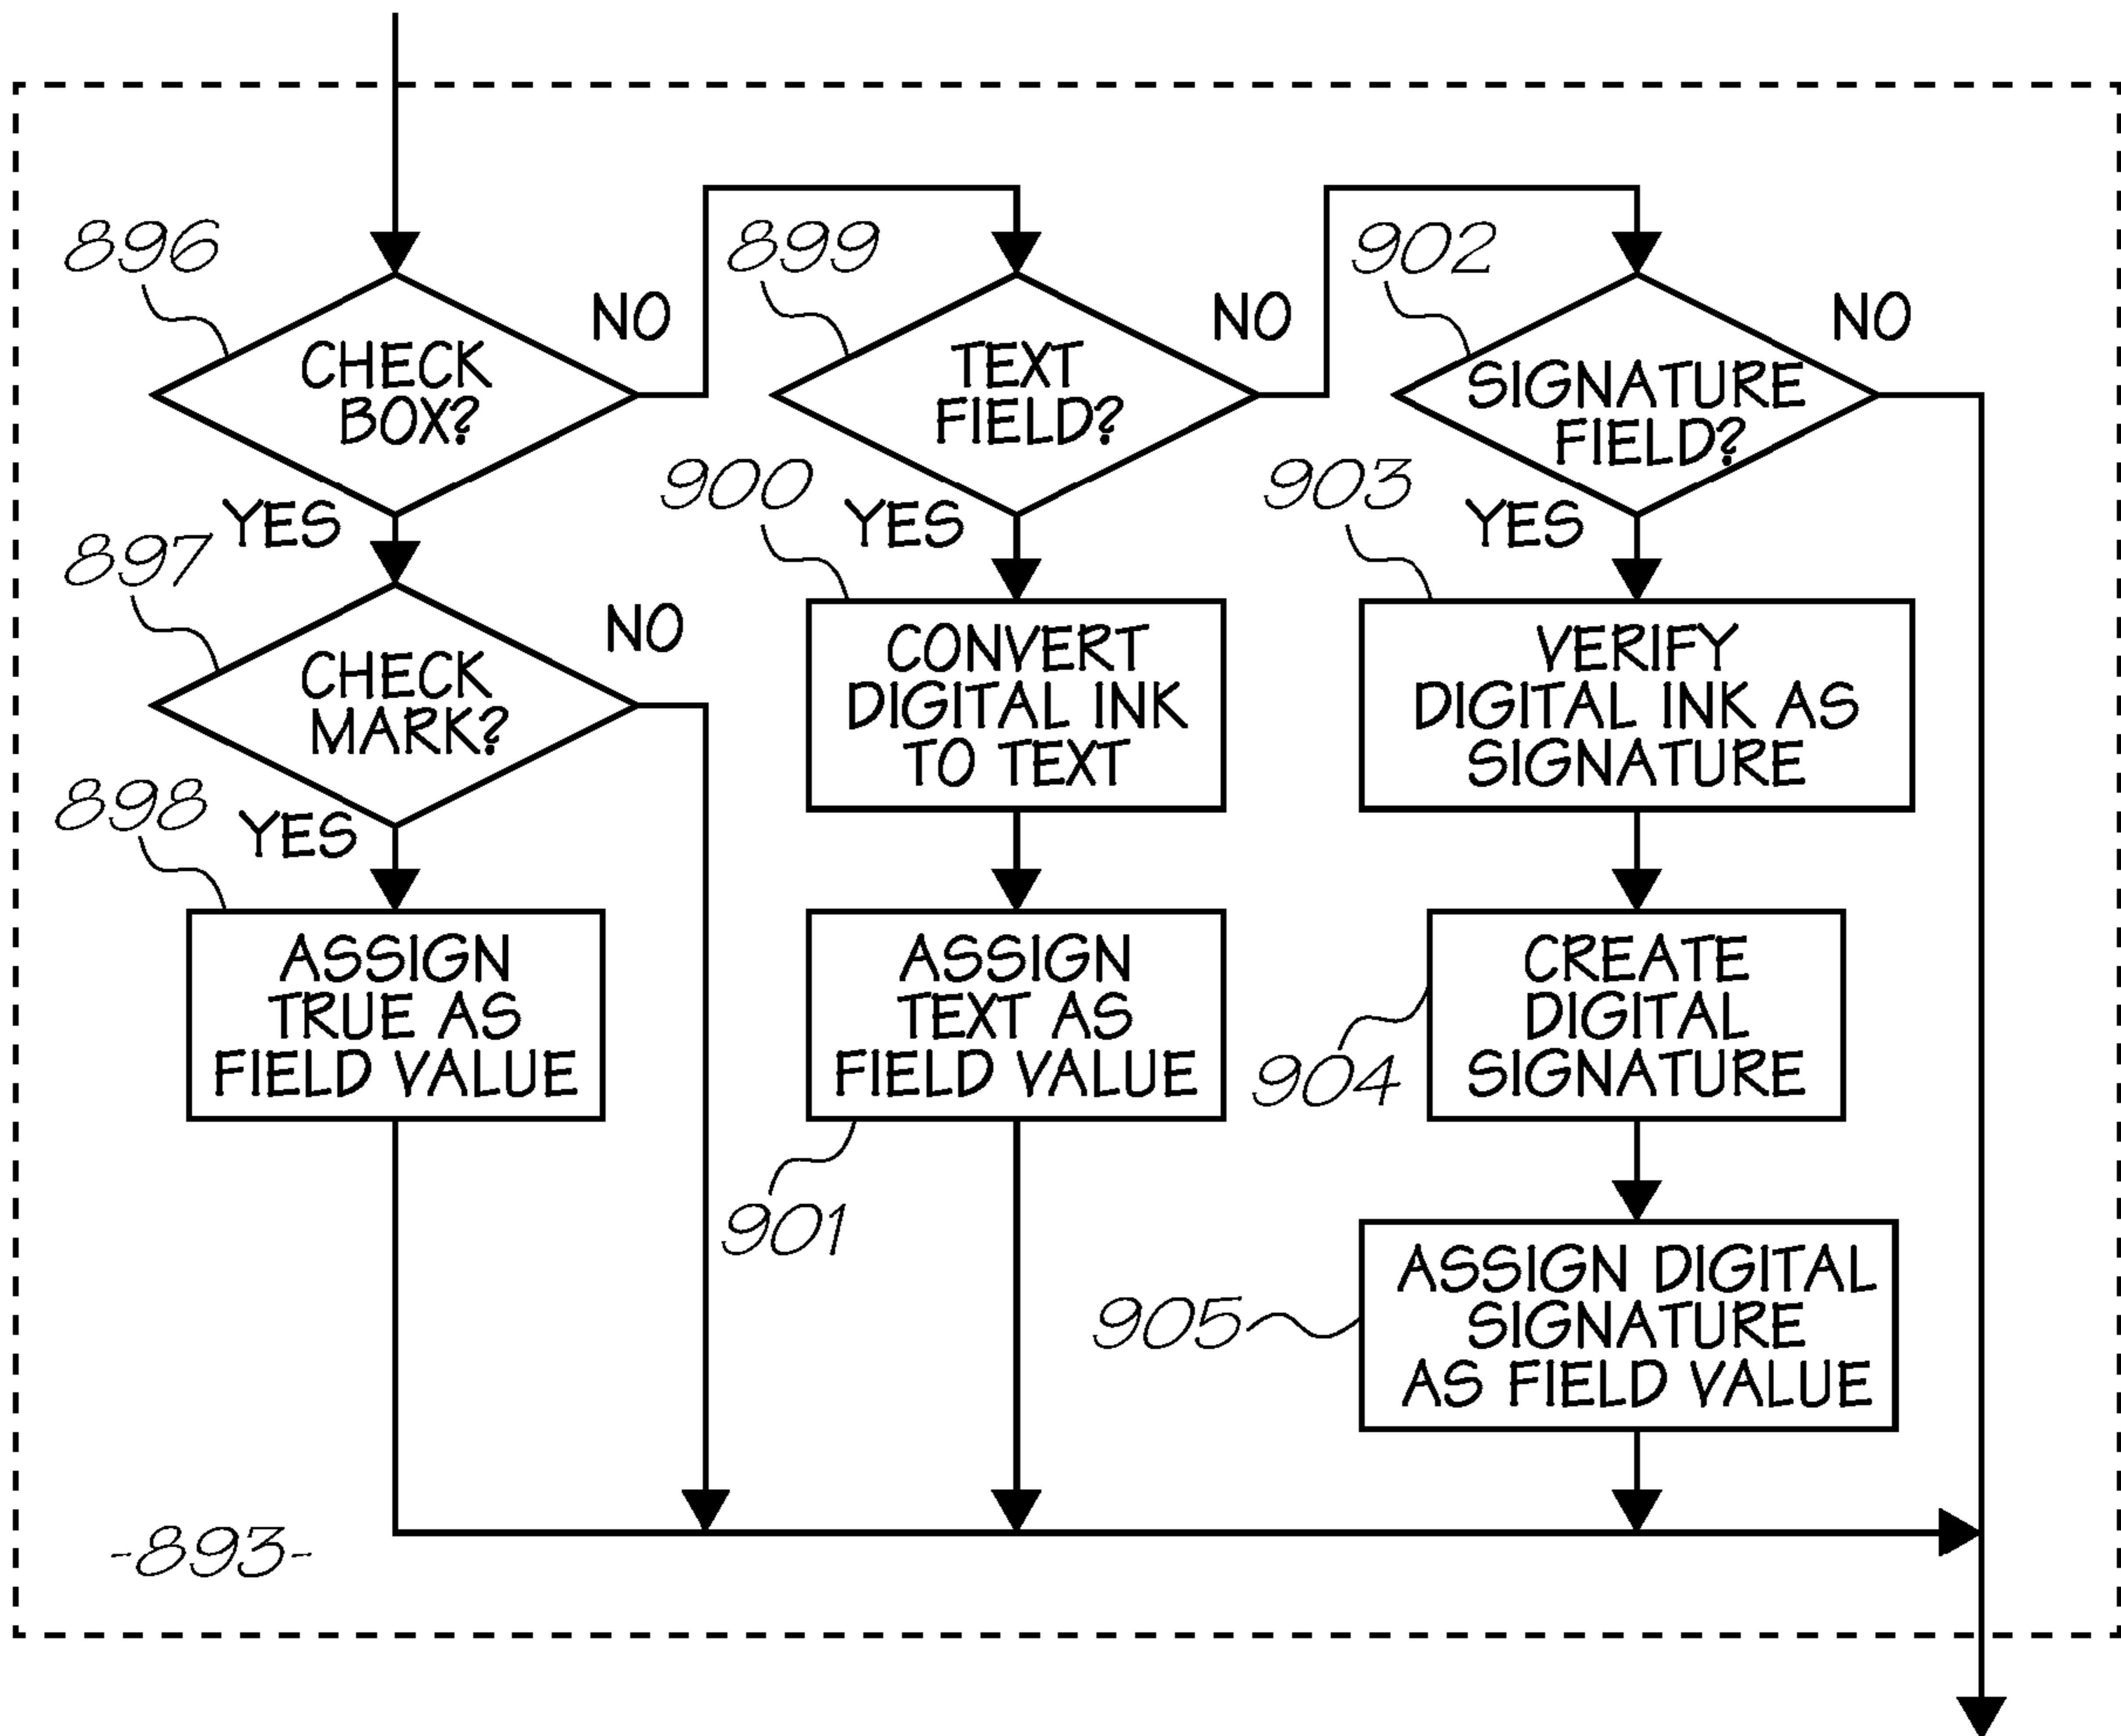 896
CHECK
BOX?
NO
YES
897
CHECK
MARK?
NO
YES
898
ASSIGN
TRUE AS
FIELD VALUE
899
TEXT
FIELD?
NO
YES
900
CONVERT
DIGITAL INK
TO TEXT
ASSIGN
TEXT AS
FIELD VALUE
901
902
SIGNATURE
FIELD?
NO
YES
903
VERIFY
DIGITAL INK AS
SIGNATURE
CREATE
DIGITAL
SIGNATURE
904
ASSIGN DIGITAL
SIGNATURE
AS FIELD VALUE
905
-893-